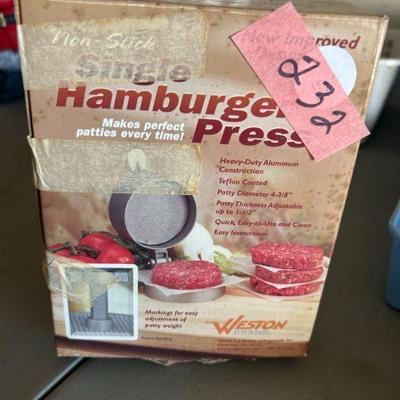 Non-Stick
New Improved
Single
232
Hamburger
Press
Makes perfect
patties every time!
Heavy-Duty Aluminum
Construction
Teflon Coated
Patty Diameter 4-3/8"
Patty Thickness Adjustable
up to 1-1/2"
Quick, Easy-to-Use and Clean
Easy Instructions
Markings for easy
adjustment of
patty weight
Patent Pending
WESTON
BRAND